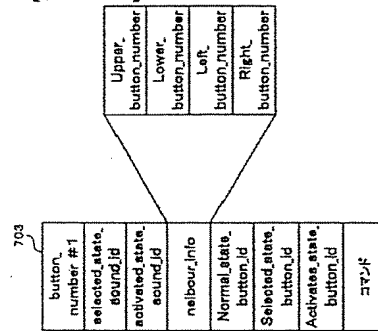 703
button_
number #1
selected_state_
sound_id
activated_state_
sound_id
neibour_info
Normal_state_
button_id
Selected_state_
button_id
Activates_state_
button_id
コマンド
Upper_
button_number
Lower_
button_number
Left_
button_number
Right_
button_number